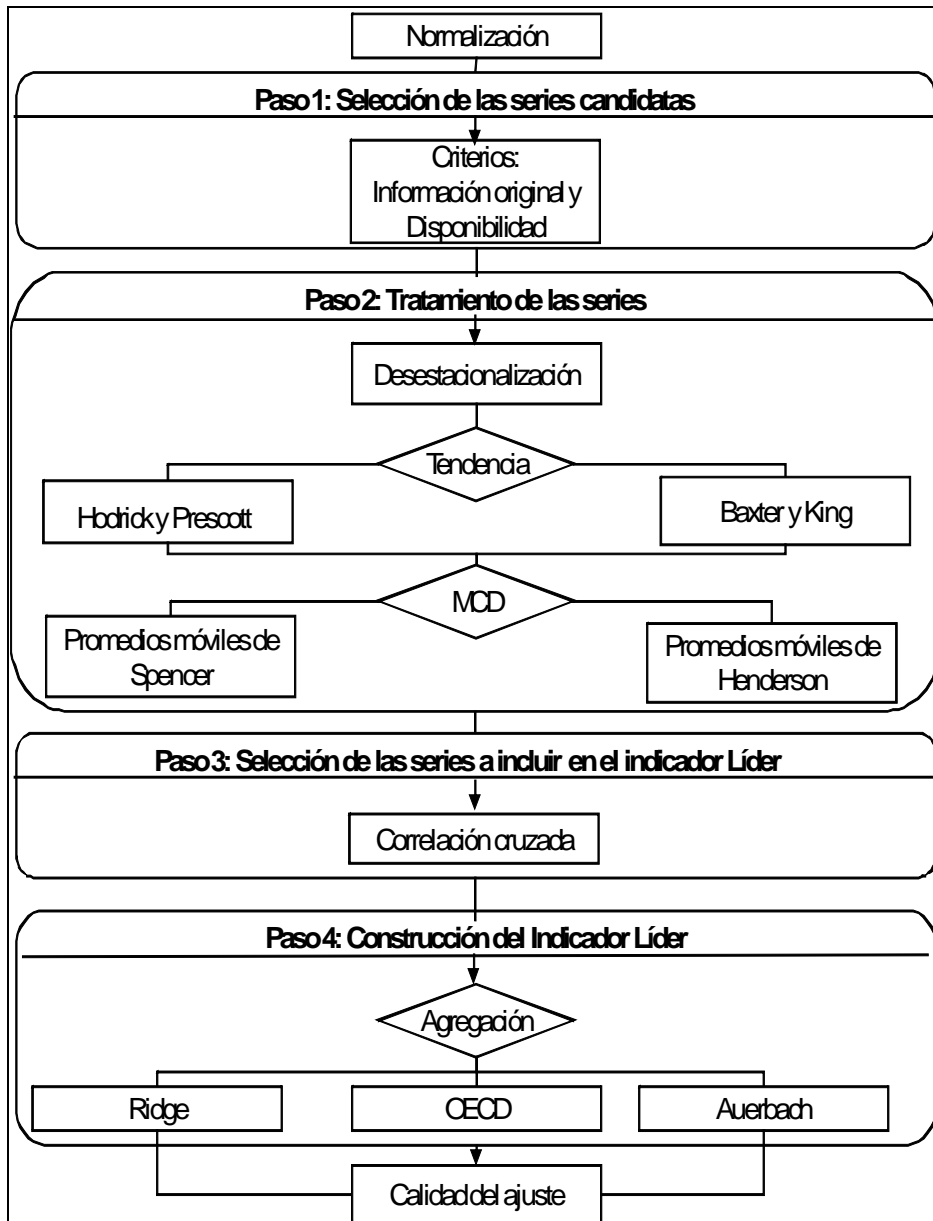 Normalización
Paso 1: Selección de las series candidatas
Criterios:
Información original y
Disponibilidad
Paso 2: Tratamiento de las series
Desestacionalización
Tendencia
Hodrick y Prescott
Baxter y King
MCD
Promedios móviles de
Spencer
Promedios móviles de
Henderson
Paso 3: Selección de las series a incluir en el indicador Líder
Correlación cruzada
Paso 4: Construcción del Indicador Líder
Agregación
Ridge
OECD
Auerbach
Calidad del ajuste